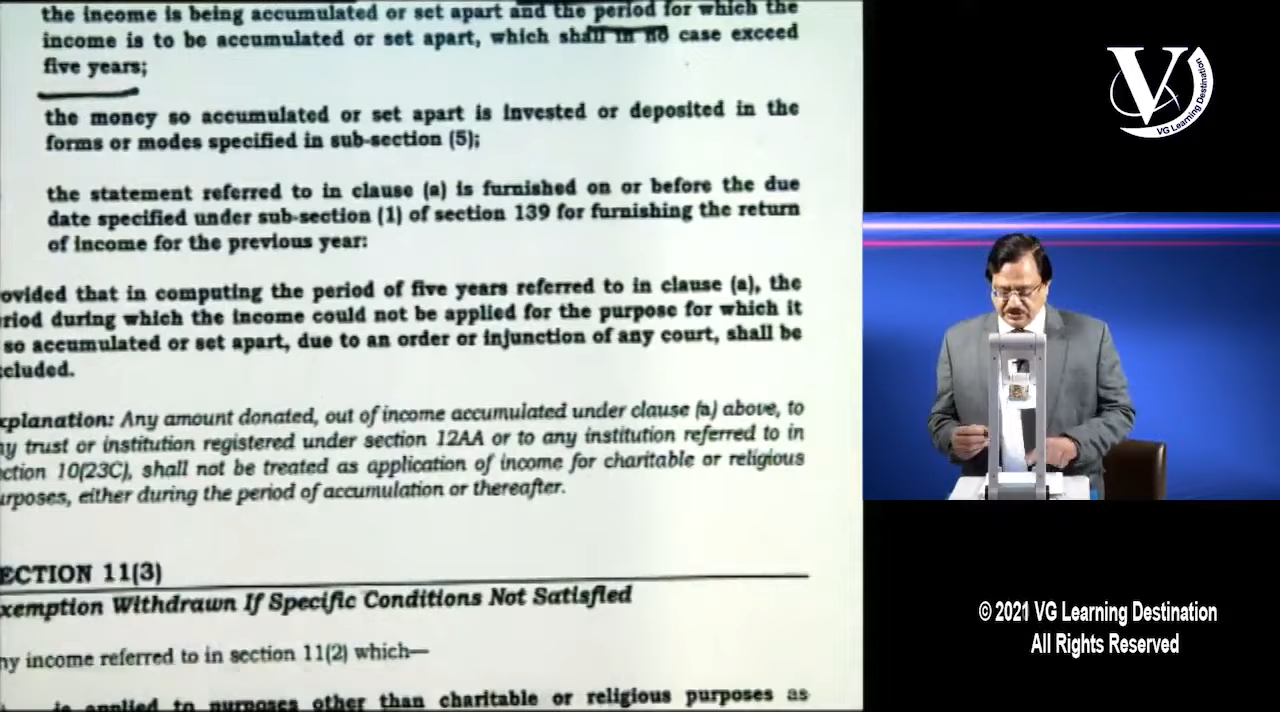 the income is being accumulated or set apart and the period for which the
income is to be accumulated or set apart, which shall in no case exceed
five years;
the money so accumulated or set apart is invested or deposited in the
forms or modes specified in sub-section (5);
the statement referred to in clause (a) is furnished on or before the due
date specified under sub-section (1) of section 139 for furnishing the return
of income for the previous year:
ovided that in computing the period of five years referred to in clause (a), the
riod during which the income could not be applied for the purpose for which it
so accumulated or set apart, due to an order or injunction of any court, shall be
cluded.
xplanation: Any amount donated, out of income accumulated under clause (a) above, to
ny trust or institution registered under section 12AA or to any institution referred to in
ction 10(23C), shall not be treated as application of income for charitable or religious
urposes, either during the period of accumulation or thereafter.
ECTION 11(3)
xemption Withdrawn If Specific Conditions Not Satisfied
ny income referred to in section 11(2) which—
is applied to purposes other than charitable or religious purposes as
V
VG Learning Destination
© 2021 VG Learning Destination
All Rights Reserved